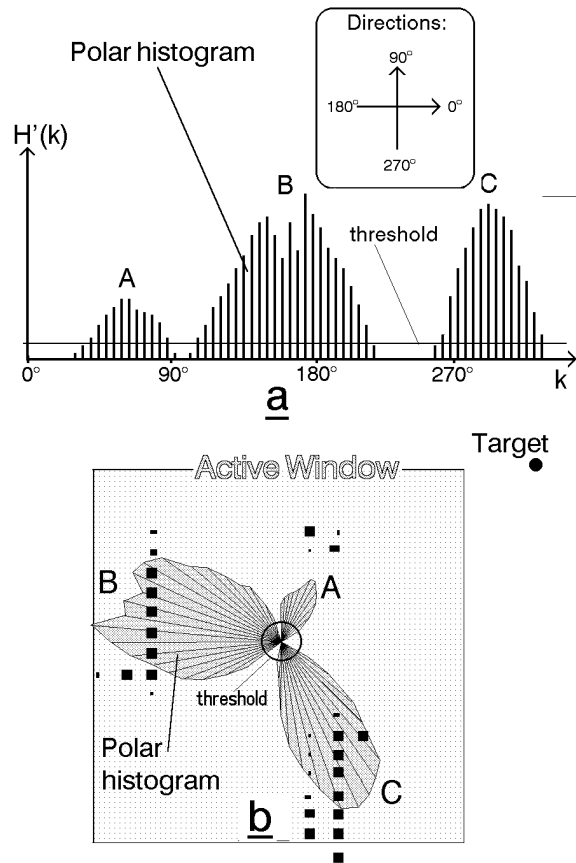 Directions:
90°
180°
0°
270°
Polar histogram
H'(k)
A
B
C
threshold
0°
90°
180°
270°
k
a
Target
Active Window
B
A
threshold
Polar
histogram
C
b